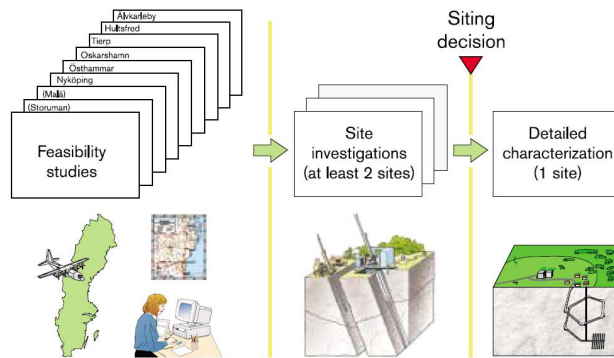 Älvkarleby
Hultsfred
Tierp
Oskarshamn
Östhammar
Nyköping
(Malå)
(Storuman)
Feasibility
studies
Site
investigations
(at least 2 sites)
Siting
decision
Detailed
characterization
(1 site)